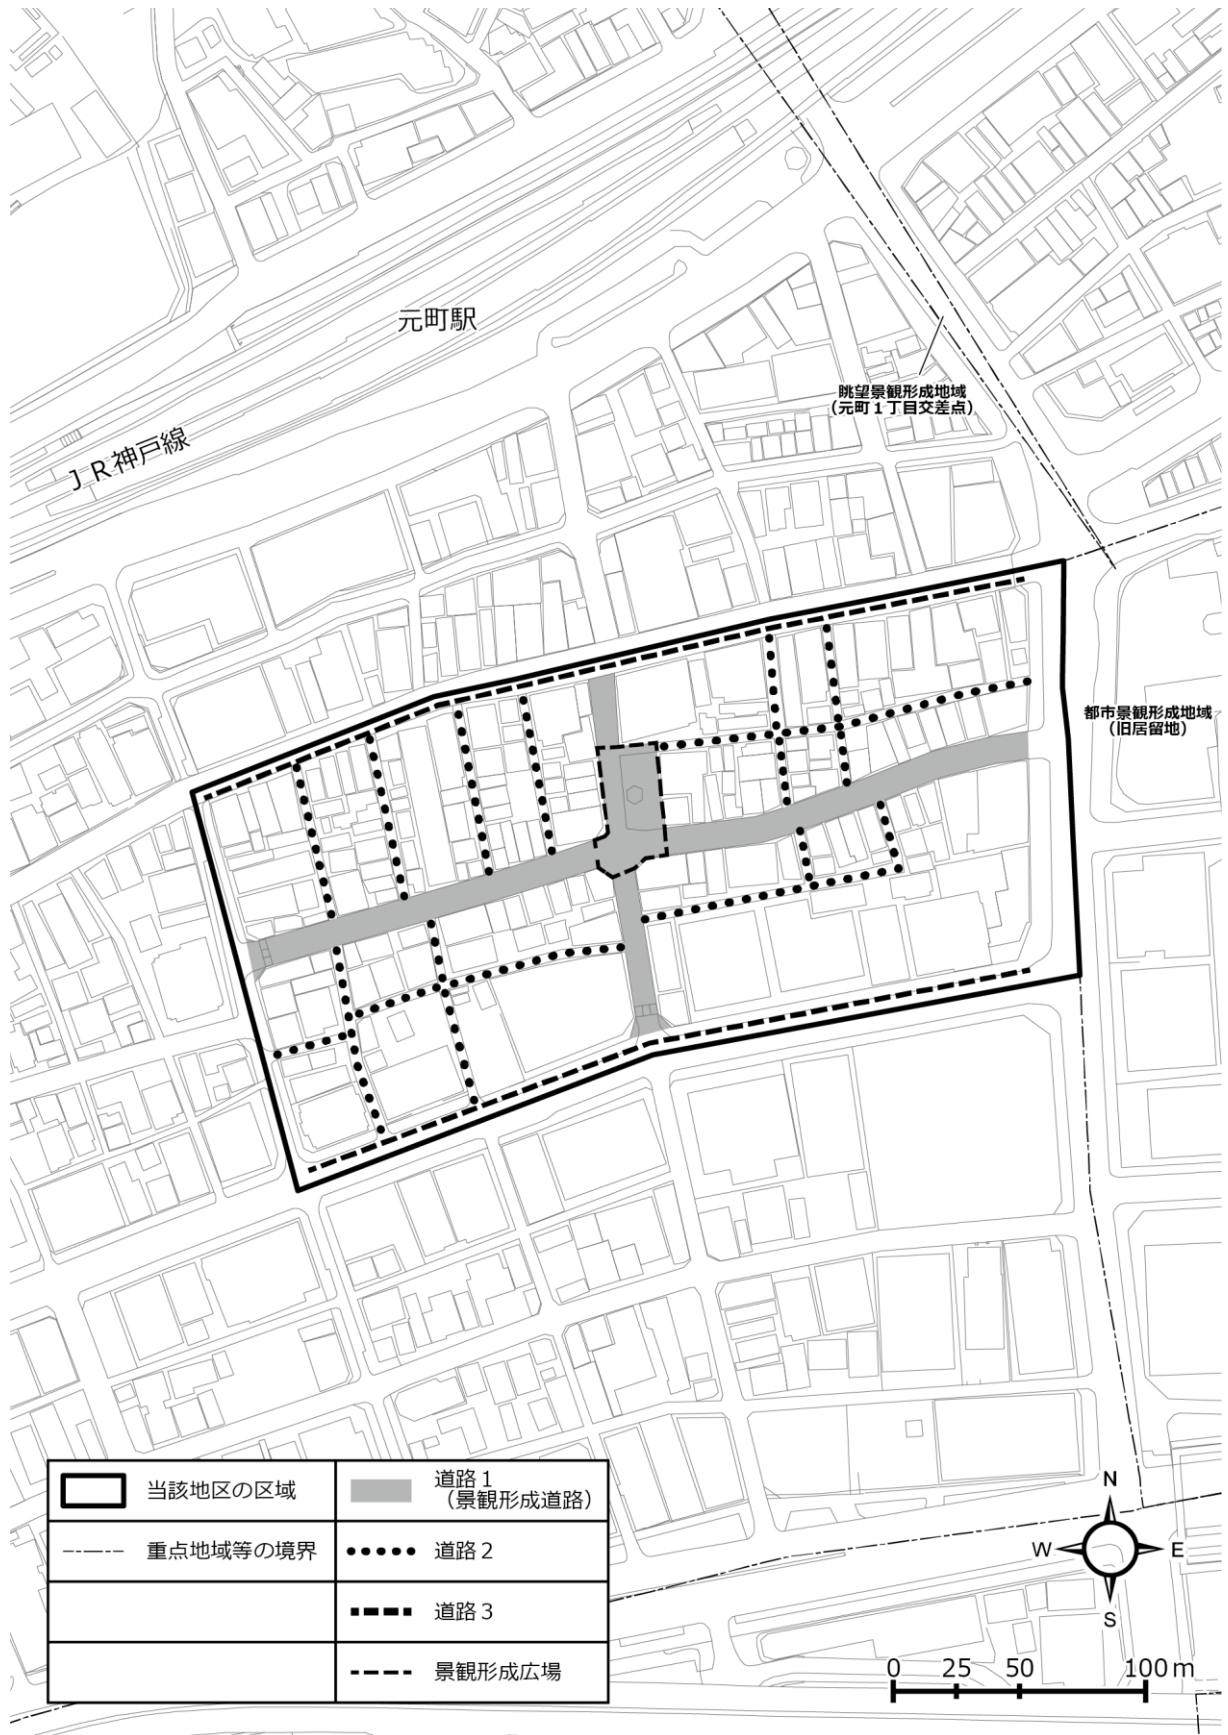 元町駅
ＪＲ神戸線
眺望景観形成地域
（元町１丁目交差点）
都市景観形成地域
（旧居留地）
当該地区の区域
道路１
（景観形成道路）
重点地域等の境界
道路２
道路３
景観形成広場
N
W
E
S
0 25 50 100m